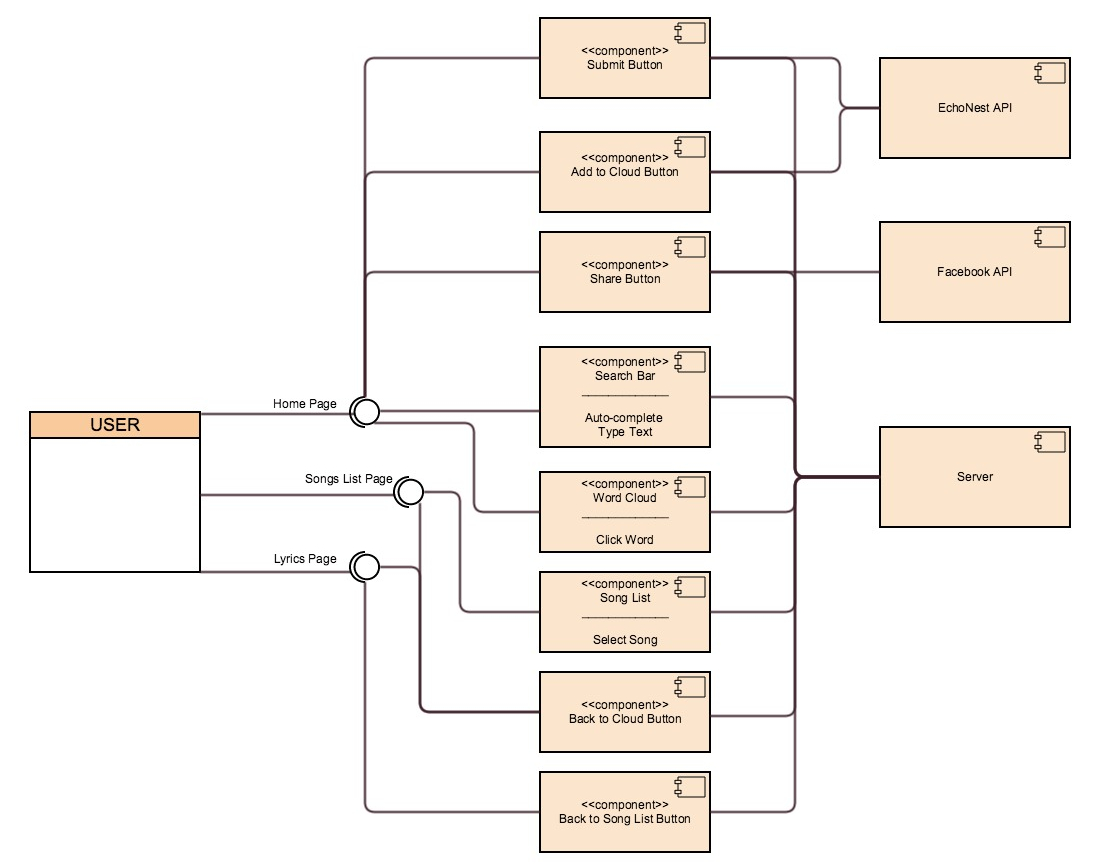 USER
Home Page
Songs List Page
Lyrics Page
<<component>>
Submit Button
<<component>>
Add to Cloud Button
<<component>>
Share Button
<<component>>
Search Bar
Auto-complete
Type Text
<<component>>
Word Cloud
Click Word
<<component>>
Song List
Select Song
<<component>>
Back to Cloud Button
<<component>>
Back to Song List Button
EchoNest API
Facebook API
Server